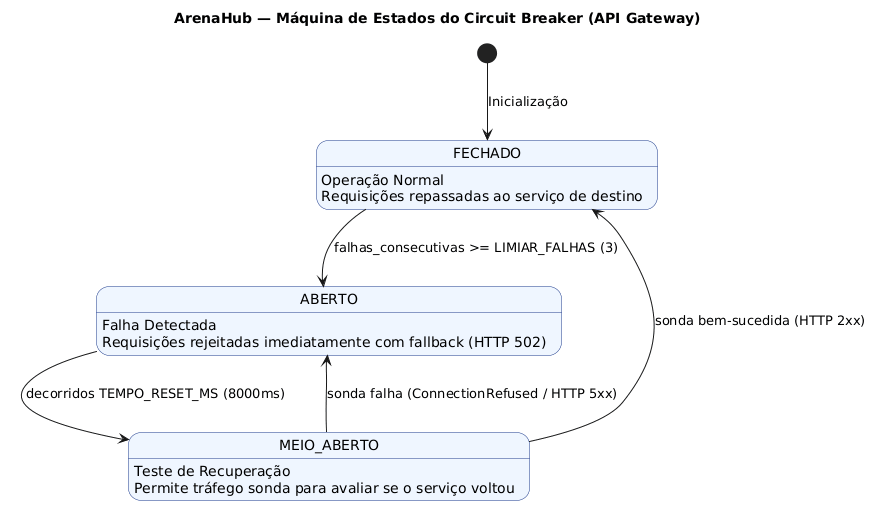 ArenaHub — Máquina de Estados do Circuit Breaker (API Gateway)
Inicialização
FECHADO
Operação Normal
Requisições repassadas ao serviço de destino
falhas_consecutivas >= LIMIAR_FALHAS (3)
ABERTO
Falha Detectada
Requisições rejeitadas imediatamente com fallback (HTTP 502)
sonda bem-sucedida (HTTP 2xx)
decorridos TEMPO_RESET_MS (8000ms)
sonda falha (ConnectionRefused / HTTP 5xx)
MEIO_ABERTO
Teste de Recuperação
Permite tráfego sonda para avaliar se o serviço voltou